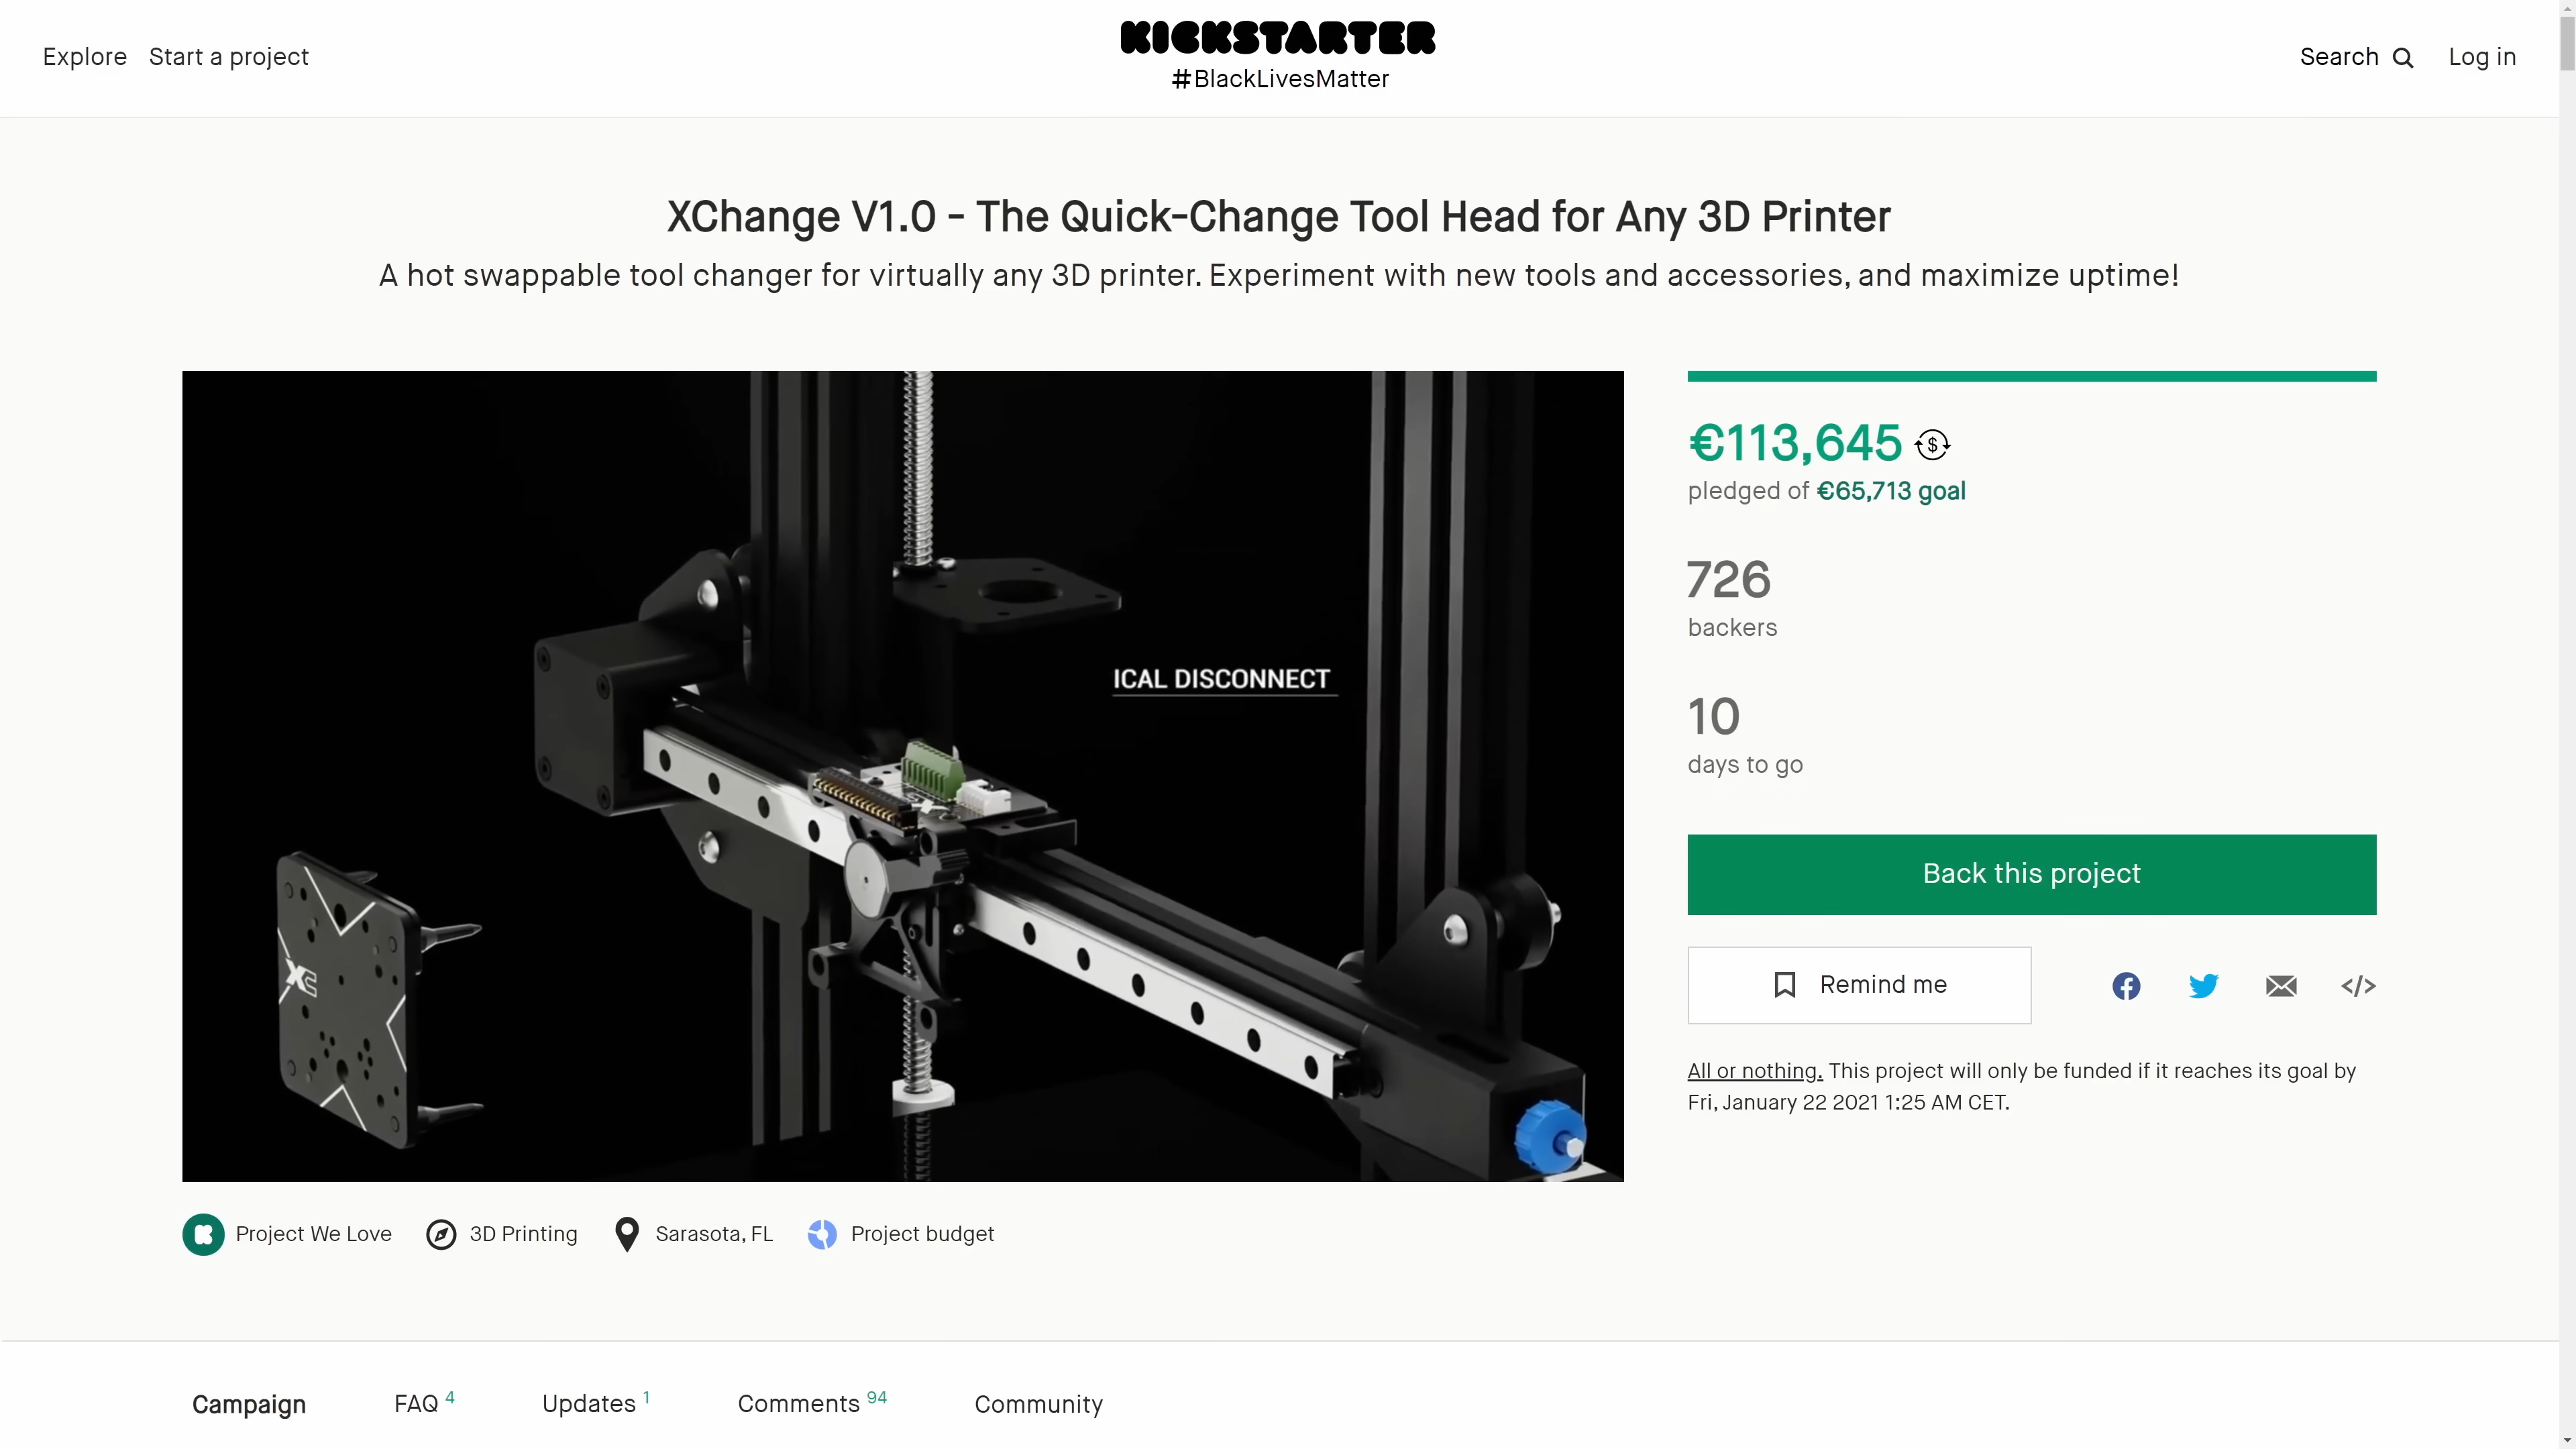 Explore Start a project
KICKSTARTER
#BlackLivesMatter
Search Log in
XChange V1.0 - The Quick-Change Tool Head for Any 3D Printer
A hot swappable tool changer for virtually any 3D printer. Experiment with new tools and accessories, and maximize uptime!
ICAL DISCONNECT
XC
€113,645 $
pledged of €65,713 goal
726
backers
10
days to go
Back this project
Remind me
</>
All or nothing. This project will only be funded if it reaches its goal by
Fri, January 22 2021 1:25 AM CET.
Project We Love 3D Printing Sarasota, FL Project budget
Campaign FAQ 4 Updates 1 Comments 94 Community